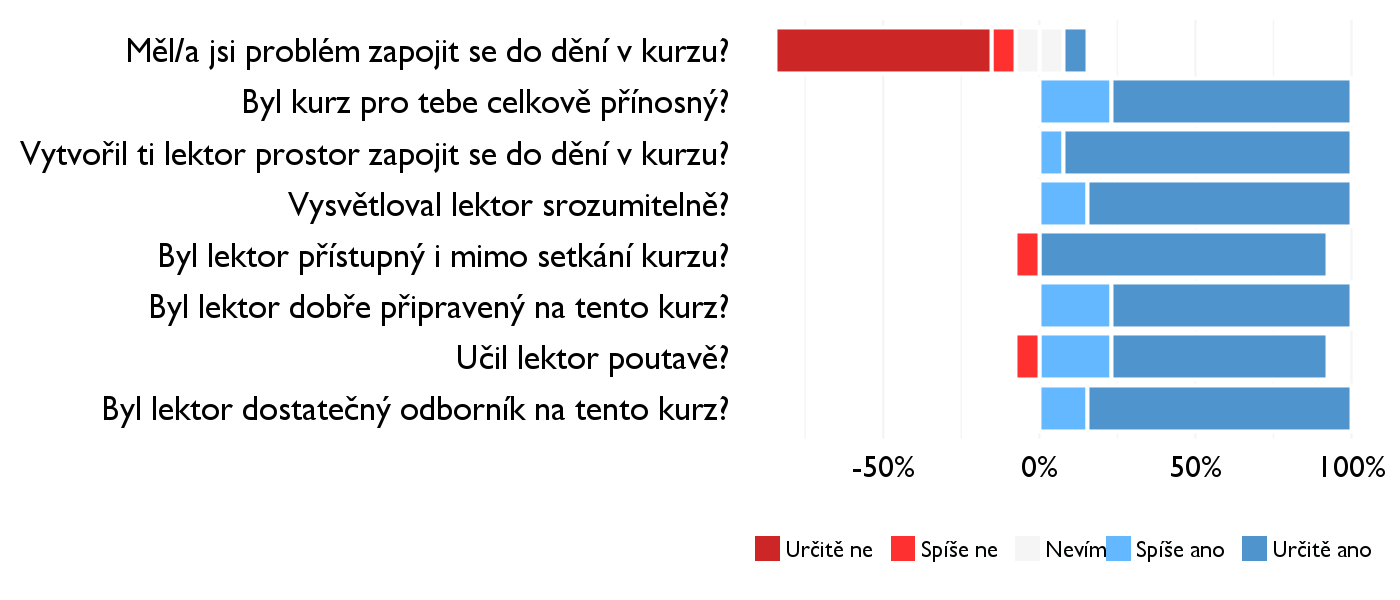 Měl/a jsi problém zapojit se do dění v kurzu?
Byl kurz pro tebe celkově přínosný?
Vytvořil ti lektor prostor zapojit se do dění v kurzu?
Vysvětloval lektor srozumitelně?
Byl lektor přístupný i mimo setkání kurzu?
Byl lektor dobře připravený na tento kurz?
Učil lektor poutavě?
Byl lektor dostatečný odborník na tento kurz?
-50% 0% 50% 100%
Určitě ne Spíše ne Nevím Spíše ano Určitě ano